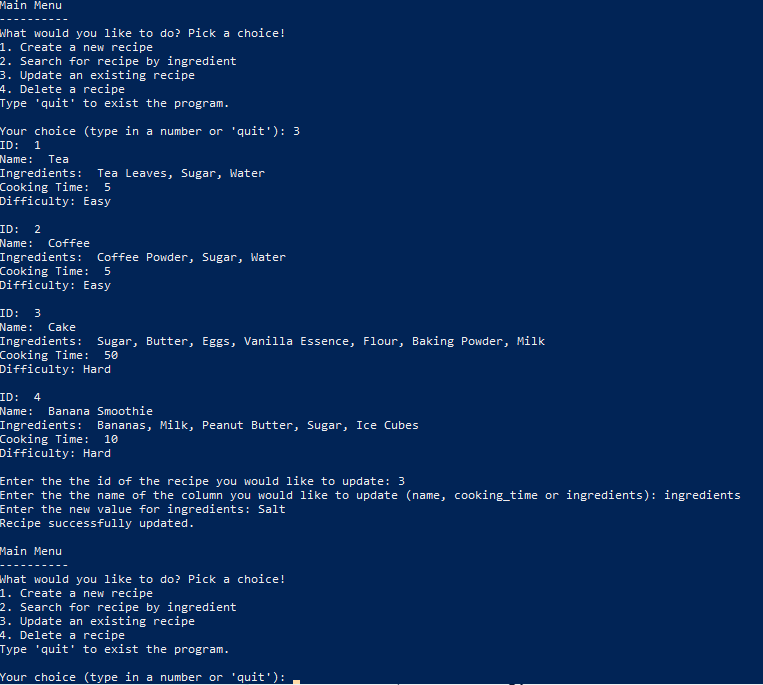 Main Menu
----------
What would you like to do? Pick a choice!
1. Create a new recipe
2. Search for recipe by ingredient
3. Update an existing recipe
4. Delete a recipe
Type 'quit' to exist the program.
Your choice (type in a number or 'quit'): 3
ID:  1
Name:  Tea
Ingredients:  Tea Leaves, Sugar, Water
Cooking Time:  5
Difficulty: Easy
ID:  2
Name:  Coffee
Ingredients:  Coffee Powder, Sugar, Water
Cooking Time:  5
Difficulty: Easy
ID:  3
Name:  Cake
Ingredients:  Sugar, Butter, Eggs, Vanilla Essence, Flour, Baking Powder, Milk
Cooking Time:  50
Difficulty: Hard
ID:  4
Name:  Banana Smoothie
Ingredients:  Bananas, Milk, Peanut Butter, Sugar, Ice Cubes
Cooking Time:  10
Difficulty: Hard
Enter the the id of the recipe you would like to update: 3
Enter the the name of the column you would like to update (name, cooking_time or ingredients): ingredients
Enter the new value for ingredients: Salt
Recipe successfully updated.
Main Menu
----------
What would you like to do? Pick a choice!
1. Create a new recipe
2. Search for recipe by ingredient
3. Update an existing recipe
4. Delete a recipe
Type 'quit' to exist the program.
Your choice (type in a number or 'quit'):